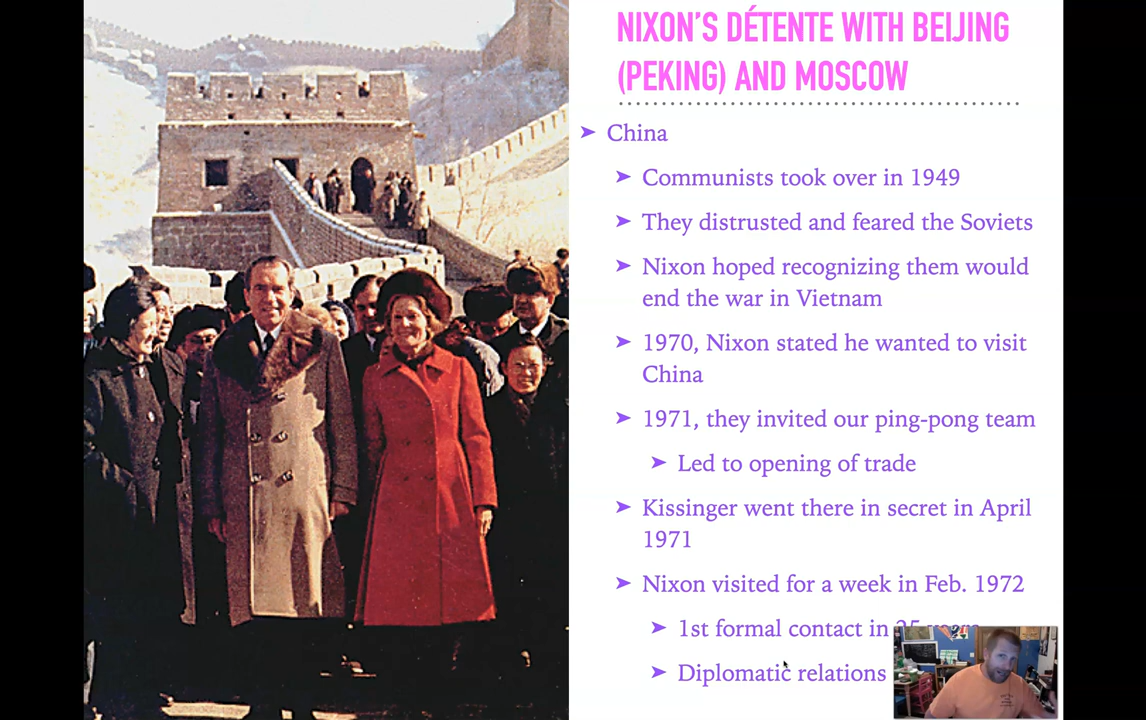 NIXON'S DÉTENTE WITH BEIJING
(PEKING) AND MOSCOW
➤ China
➤ Communists took over in 1949
➤ They distrusted and feared the Soviets
➤ Nixon hoped recognizing them would
end the war in Vietnam
➤ 1970, Nixon stated he wanted to visit
China
➤ 1971, they invited our ping-pong team
➤ Led to opening of trade
➤ Kissinger went there in secret in April
1971
➤ Nixon visited for a week in Feb. 1972
➤ 1st formal contact in 25 years
➤ Diplomatic relations